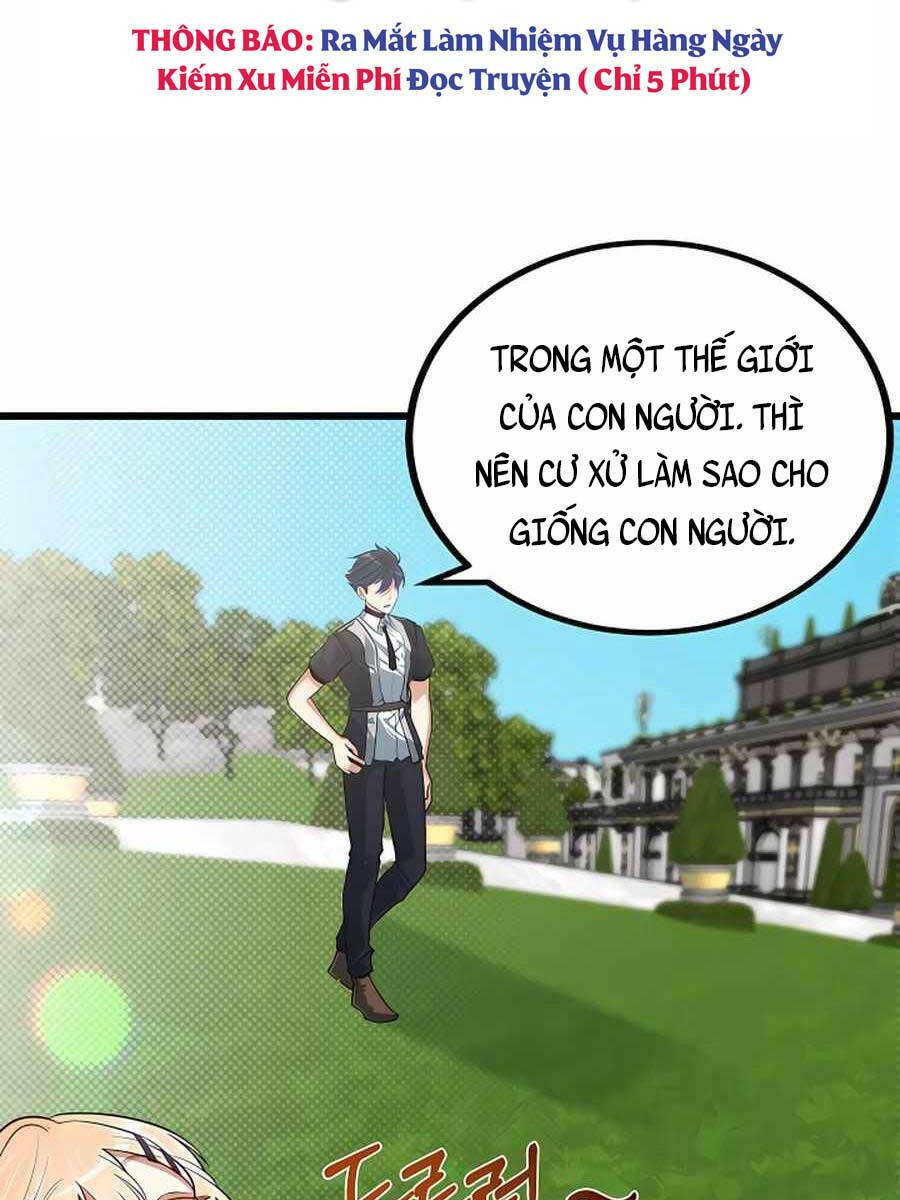 THÔNG BÁO: Ra Mắt Làm Nhiệm Vụ Hàng Ngày
Kiếm Xu Miễn Phí Đọc Truyện ( Chỉ 5 Phút)
TRONG MỘT THẾ GIỚI
CỦA CON NGƯỜI. THÌ
NÊN CƯ XỬ LÀM SAO CHO
GIỐNG CON NGƯỜI.